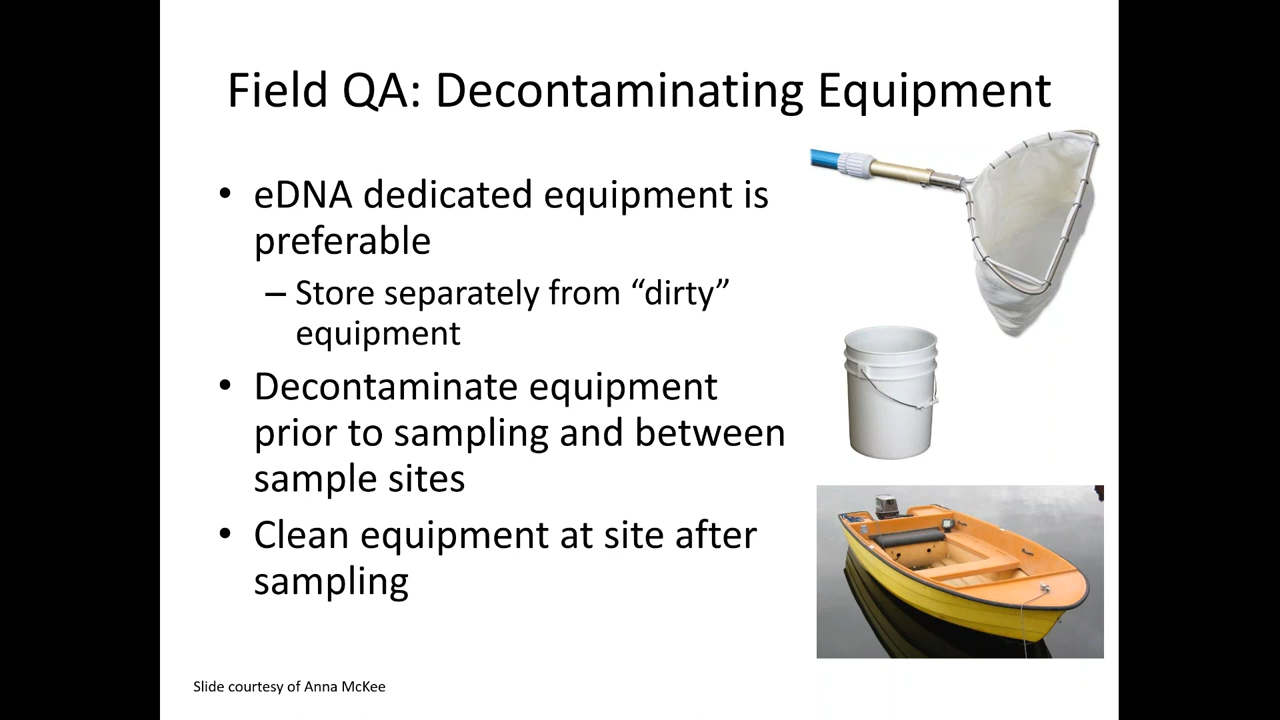 Field QA: Decontaminating Equipment
• eDNA dedicated equipment is
preferable
– Store separately from “dirty”
equipment
• Decontaminate equipment
prior to sampling and between
sample sites
• Clean equipment at site after
sampling
Slide courtesy of Anna McKee